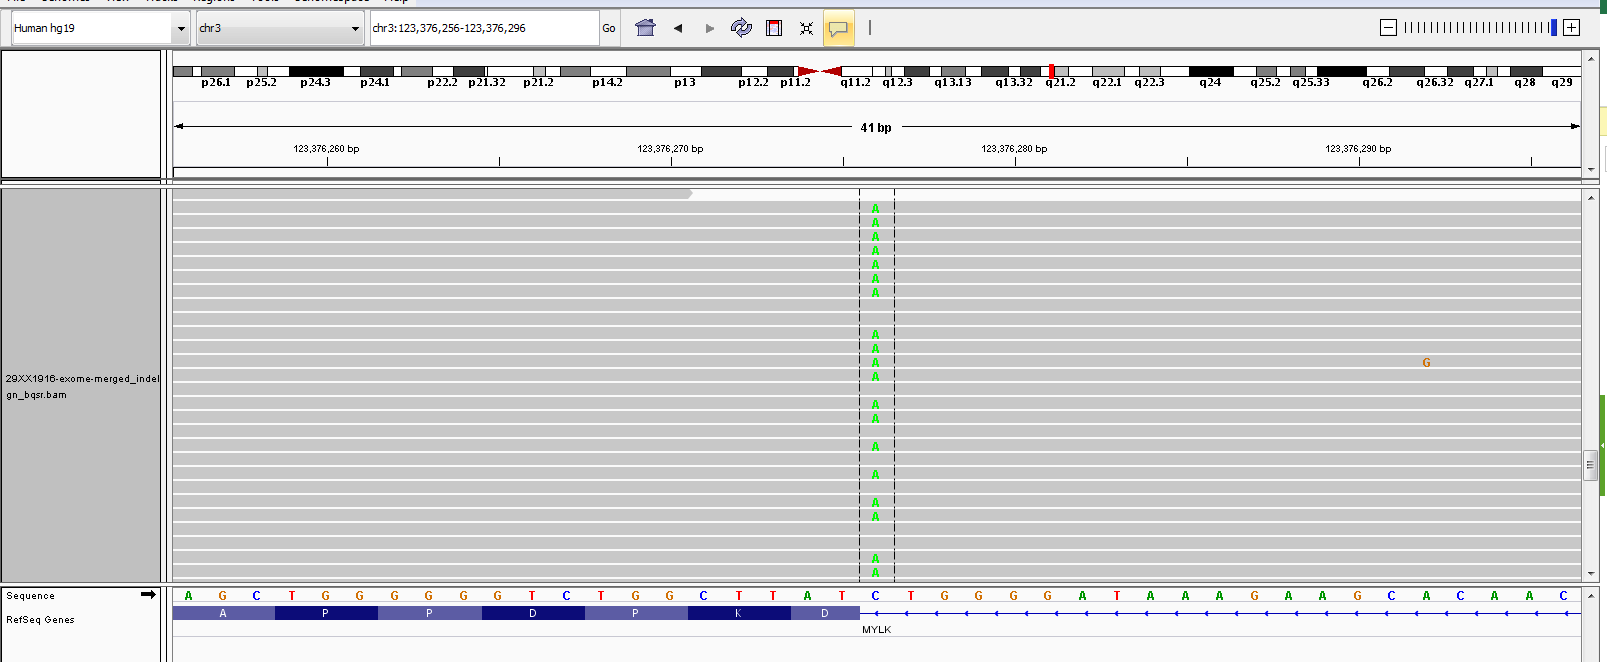 Human hg19 chr3 chr3:123,376,256-123,376,296 Go
p26.1 p25.2 p24.3 p24.1 p22.2 p21.32 p21.2 p14.2 p13 p12.2 p11.2 q11.2 q12.3 q13.13 q13.32 q21.2 q22.1 q22.3 q24 q25.2 q25.33 q26.2 q26.32 q27.1 q28 q29
41 bp
123,376,260 bp 123,376,270 bp 123,376,280 bp 123,376,290 bp
A
A
A
A
A
A
A
A
A
A G
A
A
A
A
A
A
A
A
A
29XX1916-exome-merged_indel
gn_bqsr.bam
Sequence A G C T G G G G G G T C T G G C T T A T C T G G G G A T A A A G A A G C A C A A C
RefSeq Genes A P P D P K D
MYLK